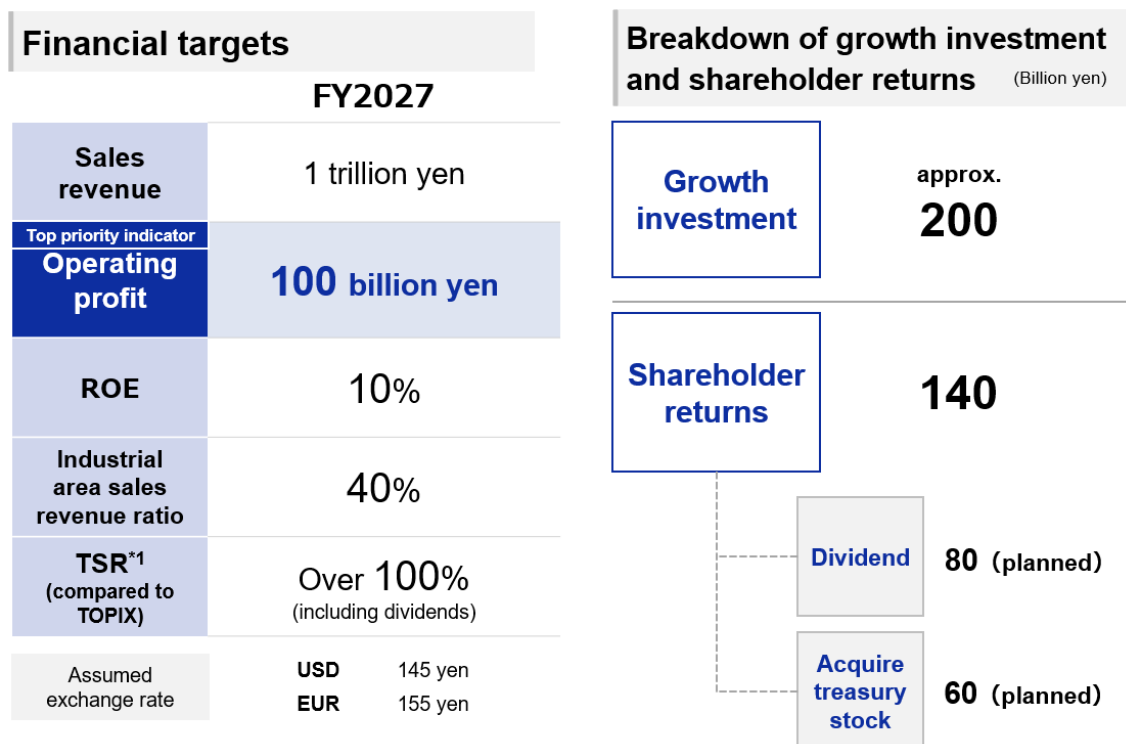 Financial targets
FY2027
Sales
revenue
1 trillion yen
Top priority indicator
Operating
profit
100 billion yen
ROE
10%
Industrial
area sales
revenue ratio
40%
TSR*1
(compared to
TOPIX)
Over 100%
(including dividends)
Assumed
exchange rate
USD 145 yen
EUR 155 yen
Breakdown of growth investment
and shareholder returns (Billion yen)
Growth
investment
approx.
200
Shareholder
returns
140
Dividend
80（planned）
Acquire
treasury
stock
60（planned）